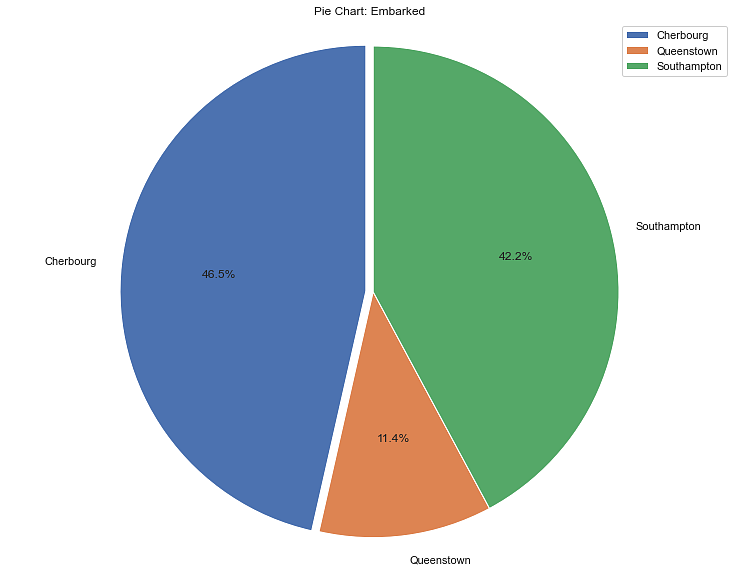 Pie Chart: Embarked
Cherbourg
Queenstown
Southampton
Southampton
42.2%
Cherbourg
46.5%
11.4%
Queenstown